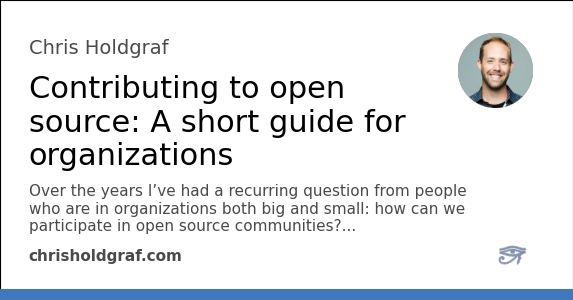 Chris Holdgraf
Contributing to open
source: A short guide for
organizations
Over the years I’ve had a recurring question from people
who are in organizations both big and small: how can we
participate in open source communities?...
chrisholdgraf.com